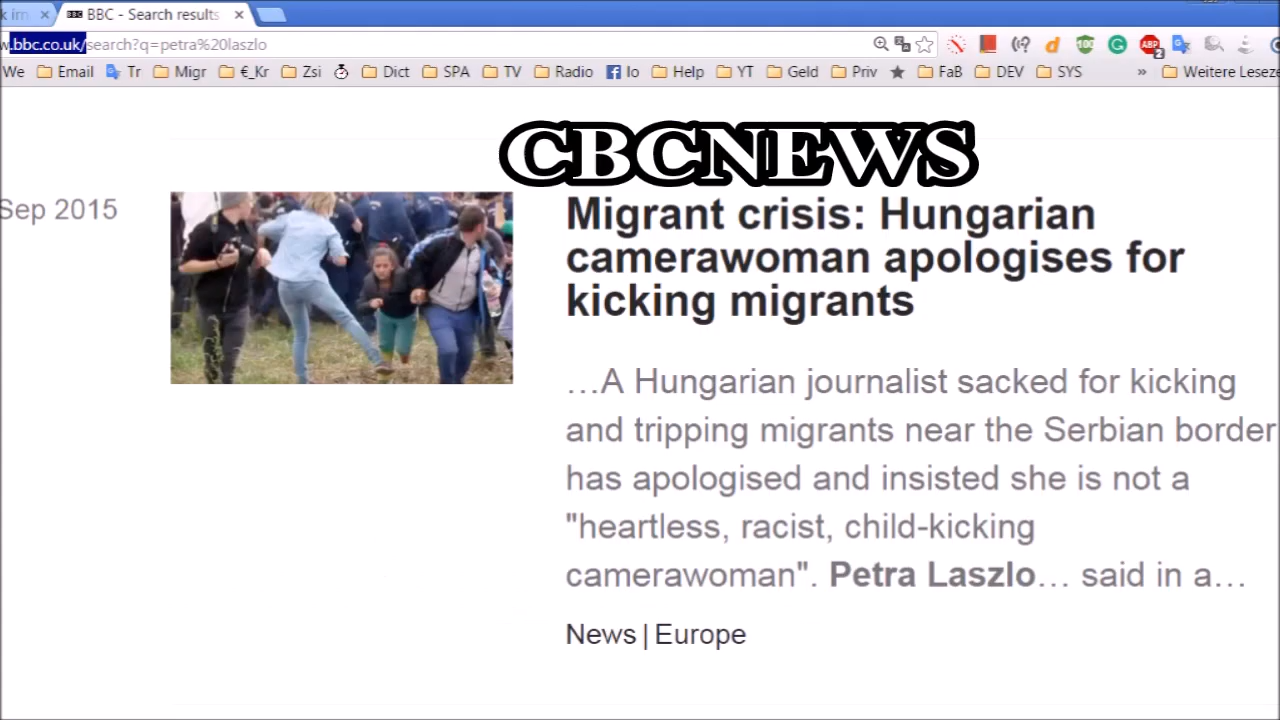 BBC - Search results
.bbc.co.uk/search?q=petra%20laszlo
We Email Tr Migr €_Kr Zsi Dict SPA TV Radio Io Help YT Geld Priv FaB DEV SYS » Weitere Leseze
CBCNEWS
Sep 2015
Migrant crisis: Hungarian
camerawoman apologises for
kicking migrants
…A Hungarian journalist sacked for kicking
and tripping migrants near the Serbian border
has apologised and insisted she is not a
"heartless, racist, child-kicking
camerawoman". Petra Laszlo… said in a…
News | Europe